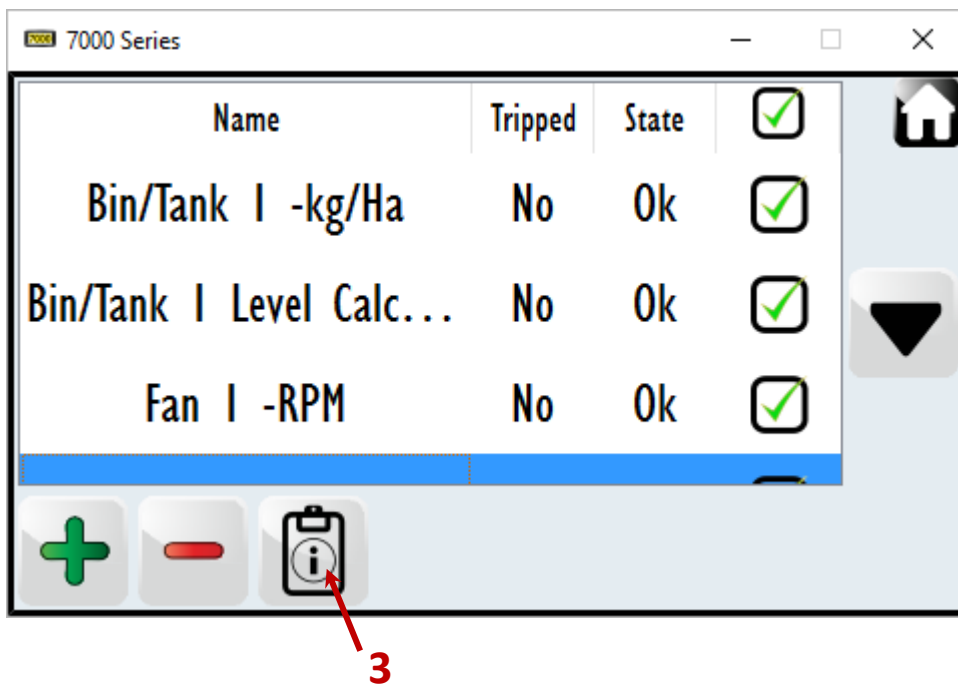 7000 7000 Series
Name Tripped State
Bin/Tank 1 -kg/Ha No Ok
Bin/Tank 1 Level Calc... No Ok
Fan 1 -RPM No Ok
i
3